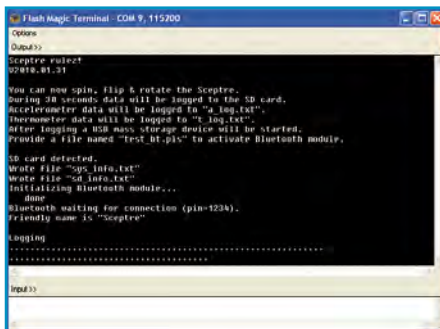 Flash Magic Terminal - COM 9, 115200
Options
Output >>
Sceptre rulez!
V2010.01.31
You can now spin, flip & rotate the Sceptre.
During 30 seconds data will be logged to the SD card.
Accelerometer data will be logged to "a_log.txt".
Thermometer data will be logged to "t_log.txt".
After logging a USB mass storage device will be started.
Provide a file named "test_bt.pls" to activate Bluetooth module.
SD card detected.
Wrote file "sys_info.txt"
Wrote file "sd_info.txt"
Initializing Bluetooth module...
done
Bluetooth waiting for connection (pin=1234).
Friendly name is "Sceptre"
Logging
Input >>